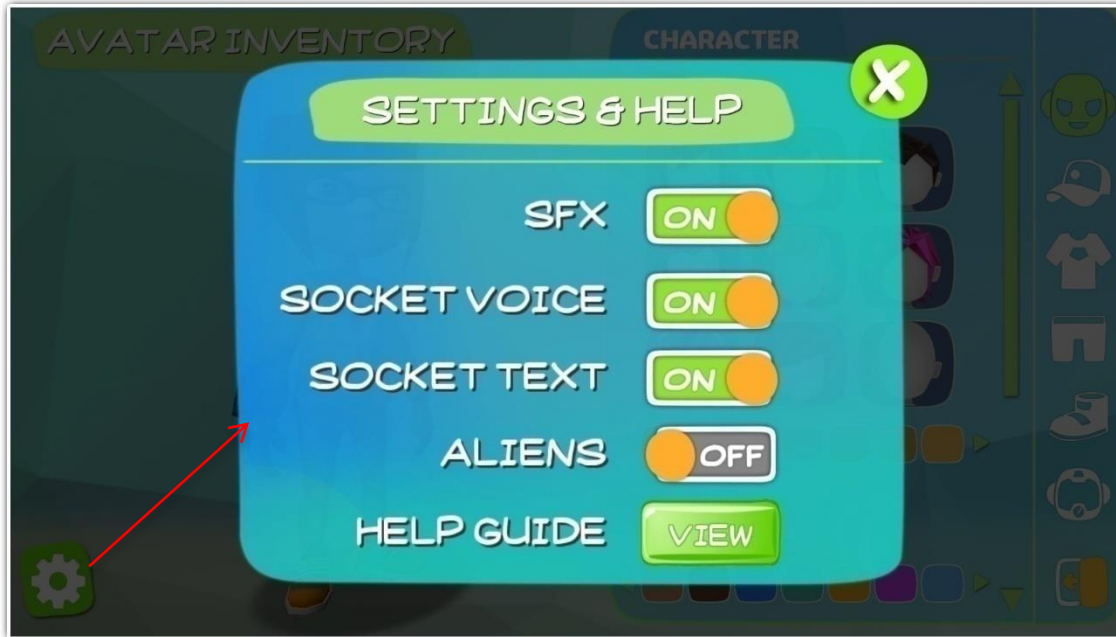 AVATAR INVENTORY
CHARACTER
SETTINGS & HELP
SFX ON
SOCKET VOICE ON
SOCKET TEXT ON
ALIENS OFF
HELP GUIDE VIEW